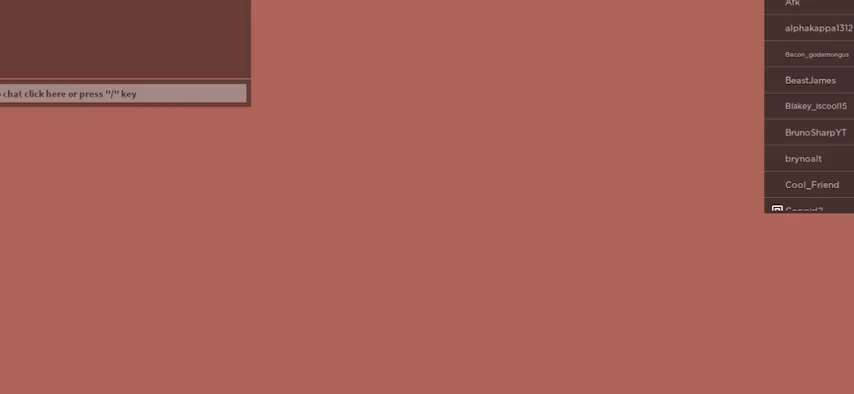 chat click here or press "/" key
Afk
alphakappa1312
Bacon_godamongus
BeastJames
Blakey_iscool15
BrunoSharpYT
brynoalt
Cool_Friend